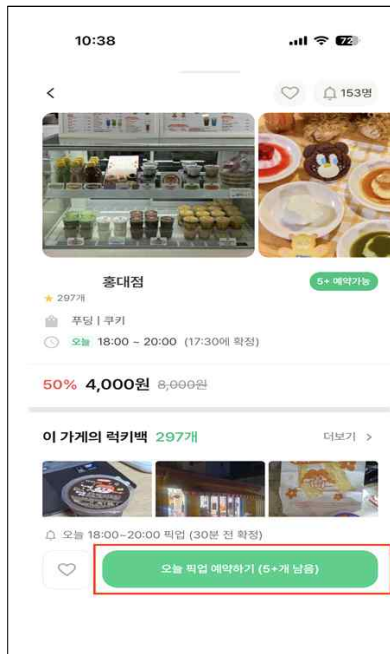 10:38
72
153명
홍대점
5+ 예약가능
297개
푸딩 | 쿠키
오늘 18:00 ~ 20:00 (17:30에 확정)
50% 4,000원 8,000원
이 가게의 럭키백 297개 더보기 >
오늘 18:00~20:00 픽업 (30분 전 확정)
오늘 픽업 예약하기 (5+개 남음)